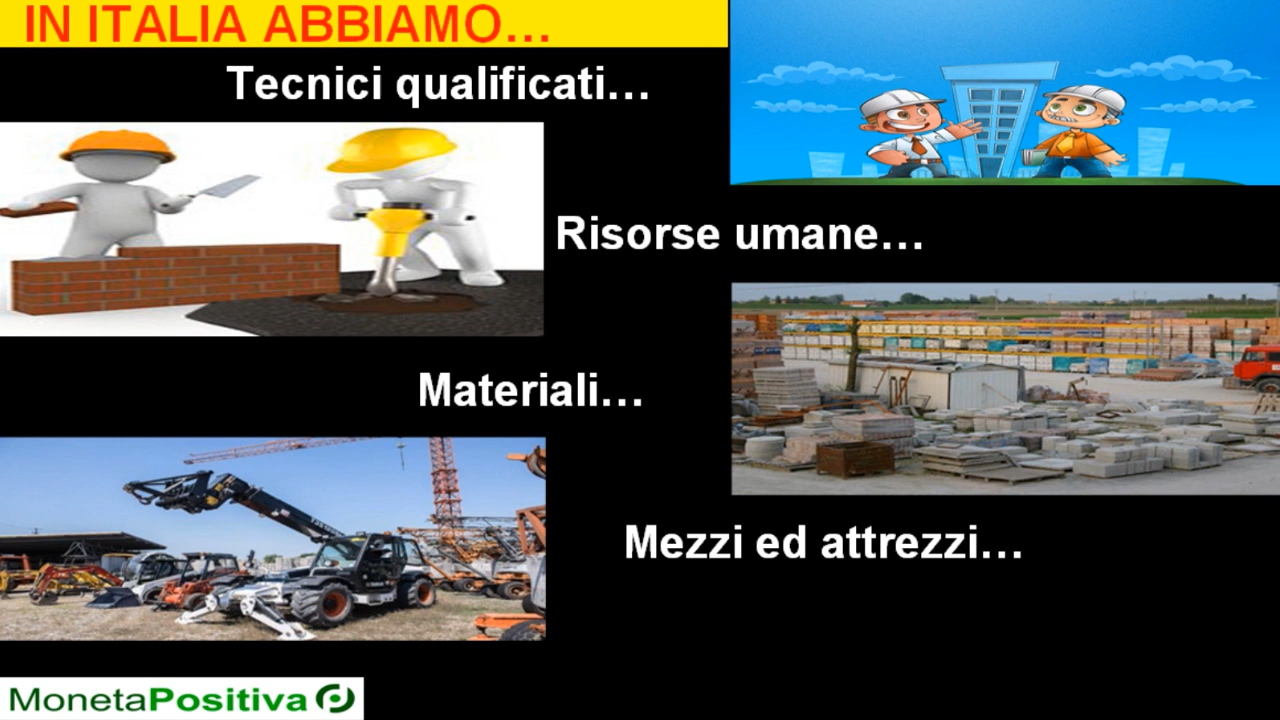 IN ITALIA ABBIAMO…
Tecnici qualificati…
Risorse umane…
Materiali…
Mezzi ed attrezzi…
MonetaPositiva